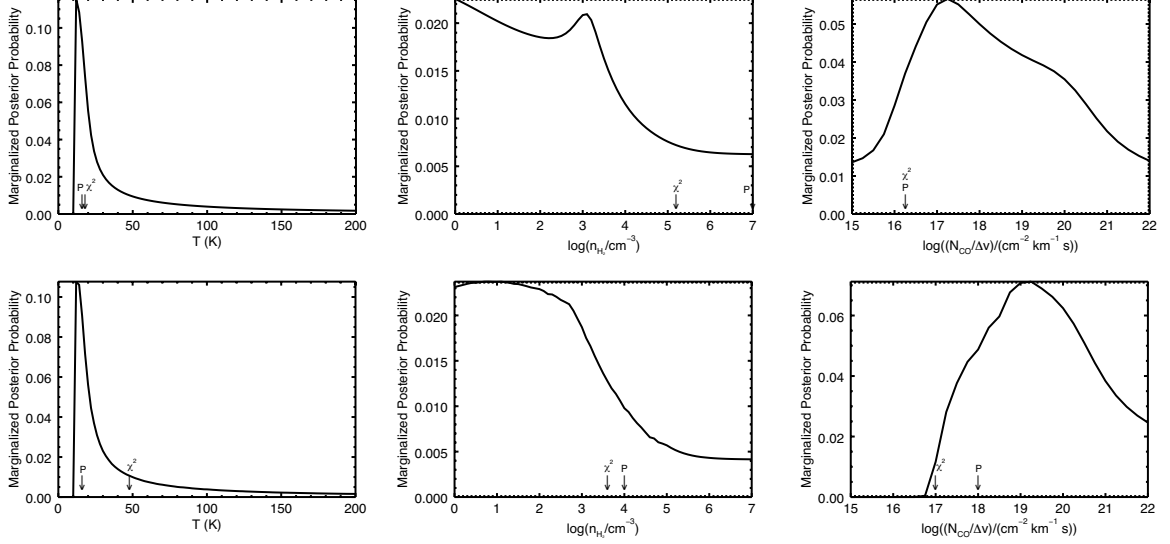 Marginalized Posterior Probability
0.12
0.10
0.08
0.06
0.04
0.02
0.00
P χ²
0 50 100 150 200
T (K)
Marginalized Posterior Probability
0.020
0.015
0.010
0.005
0.000
χ² P
0 1 2 3 4 5 6 7
log(n_H₂/cm⁻³)
Marginalized Posterior Probability
0.05
0.04
0.03
0.02
0.01
0.00
χ²
P
15 16 17 18 19 20 21 22
log((N_CO/Δv)/(cm⁻² km⁻¹ s))
Marginalized Posterior Probability
0.10
0.08
0.06
0.04
0.02
0.00
P χ²
0 50 100 150 200
T (K)
Marginalized Posterior Probability
0.020
0.015
0.010
0.005
0.000
χ² P
0 1 2 3 4 5 6 7
log(n_H₂/cm⁻³)
Marginalized Posterior Probability
0.06
0.04
0.02
0.00
χ² P
15 16 17 18 19 20 21 22
log((N_CO/Δv)/(cm⁻² km⁻¹ s))